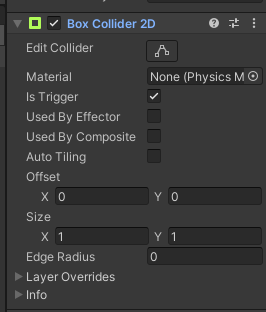 Box Collider 2D
Edit Collider
Material None (Physics M
Is Trigger
Used By Effector
Used By Composite
Auto Tiling
Offset
X 0 Y 0
Size
X 1 Y 1
Edge Radius 0
Layer Overrides
Info